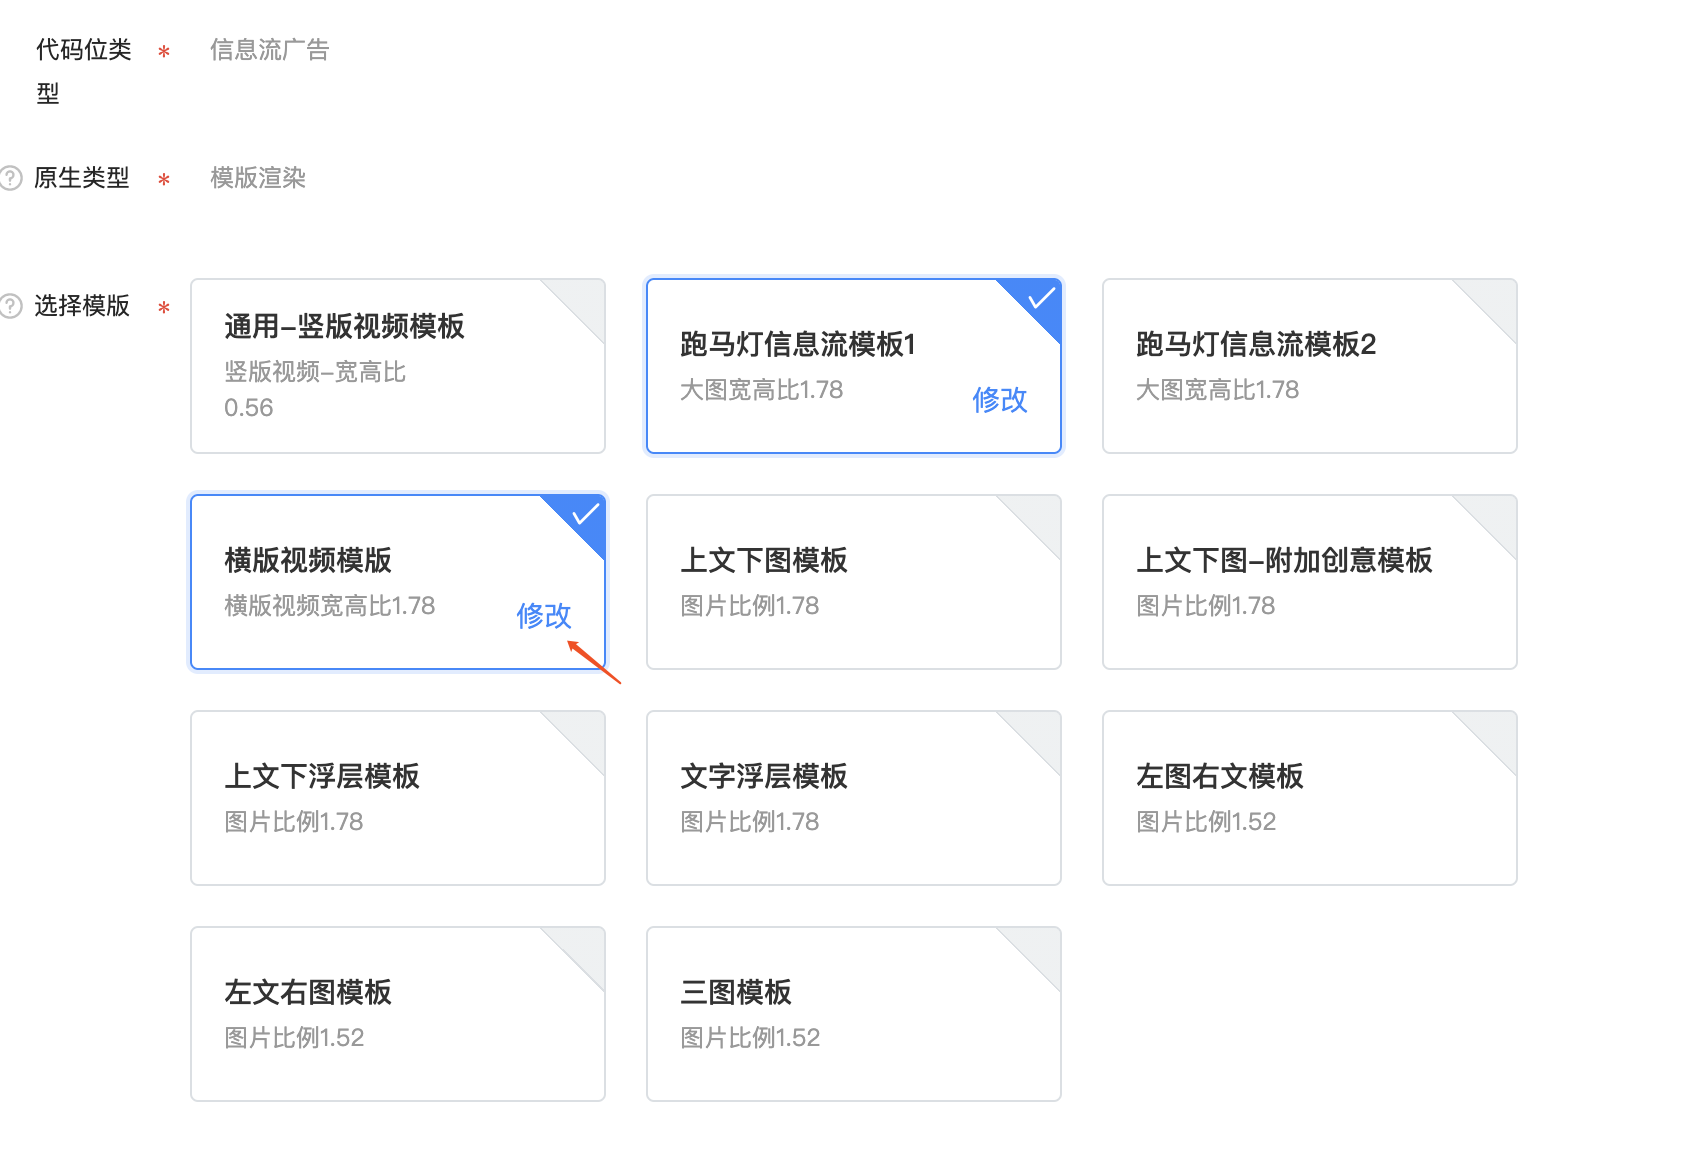 代码位类
型
*
信息流广告
? 原生类型 *
模版渲染
? 选择模版 *
通用-竖版视频模板
竖版视频-宽高比
0.56
跑马灯信息流模板1
大图宽高比1.78
修改
跑马灯信息流模板2
大图宽高比1.78
横版视频模版
横版视频宽高比1.78
修改
上文下图模板
图片比例1.78
上文下图-附加创意模板
图片比例1.78
上文下浮层模板
图片比例1.78
文字浮层模板
图片比例1.78
左图右文模板
图片比例1.52
左文右图模板
图片比例1.52
三图模板
图片比例1.52